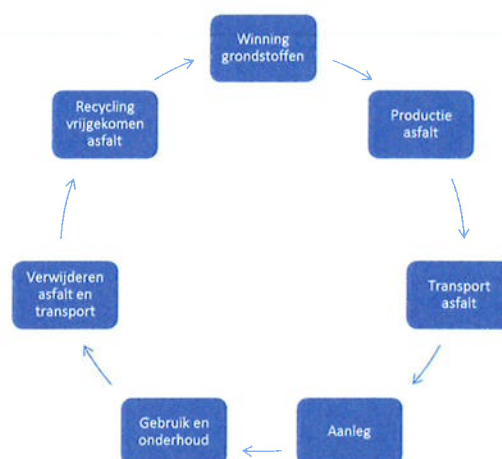 Winning
grondstoffen
Productie
asfalt
Transport
asfalt
Aanleg
Gebruik en
onderhoud
Verwijderen
asfalt en
transport
Recycling
vrijgekomen
asfalt